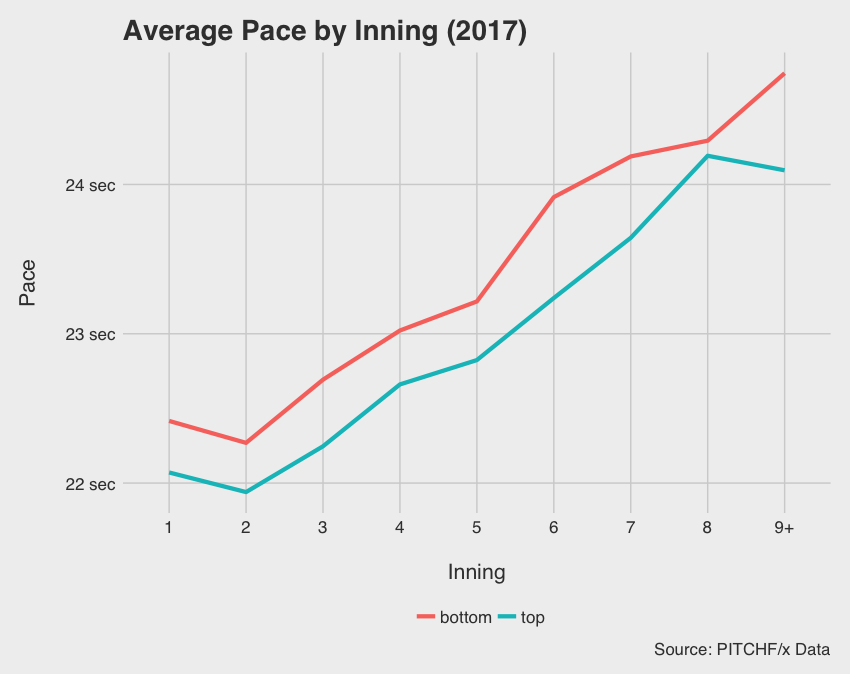 Average Pace by Inning (2017)
24 sec
23 sec
22 sec
Pace
1 2 3 4 5 6 7 8 9+
Inning
bottom top
Source: PITCHF/x Data